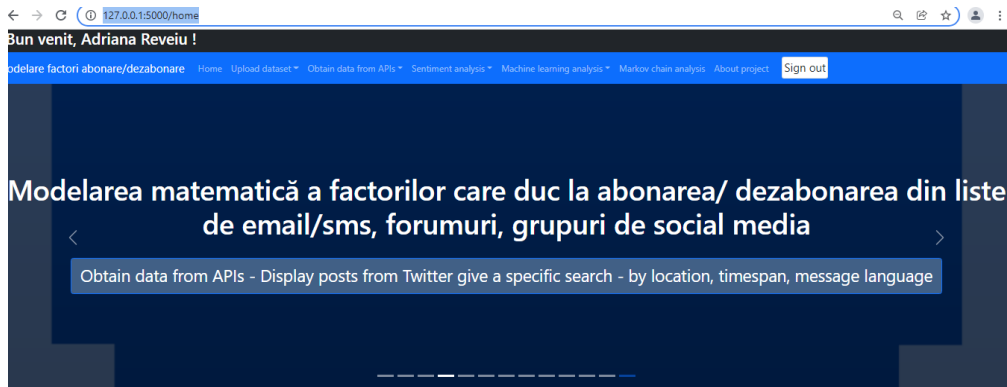 127.0.0.1:5000/home
Bun venit, Adriana Reveiu !
odelare factori abonare/dezabonare Home Upload dataset Obtain data from APIs Sentiment analysis Machine learning analysis Markov chain analysis About project Sign out
Modelarea matematică a factorilor care duc la abonarea/ dezabonarea din liste
de email/sms, forumuri, grupuri de social media
Obtain data from APIs - Display posts from Twitter give a specific search - by location, timespan, message language